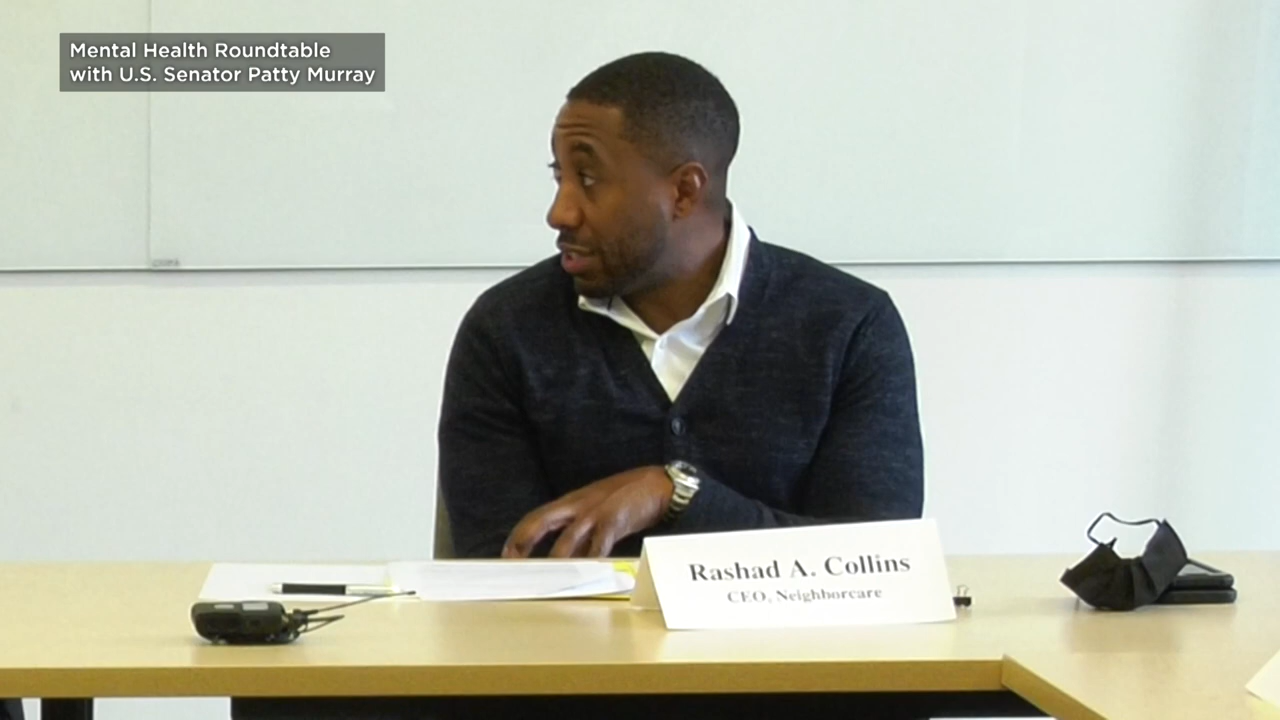 Mental Health Roundtable
with U.S. Senator Patty Murray
Rashad A. Collins
CEO, Neighborcare